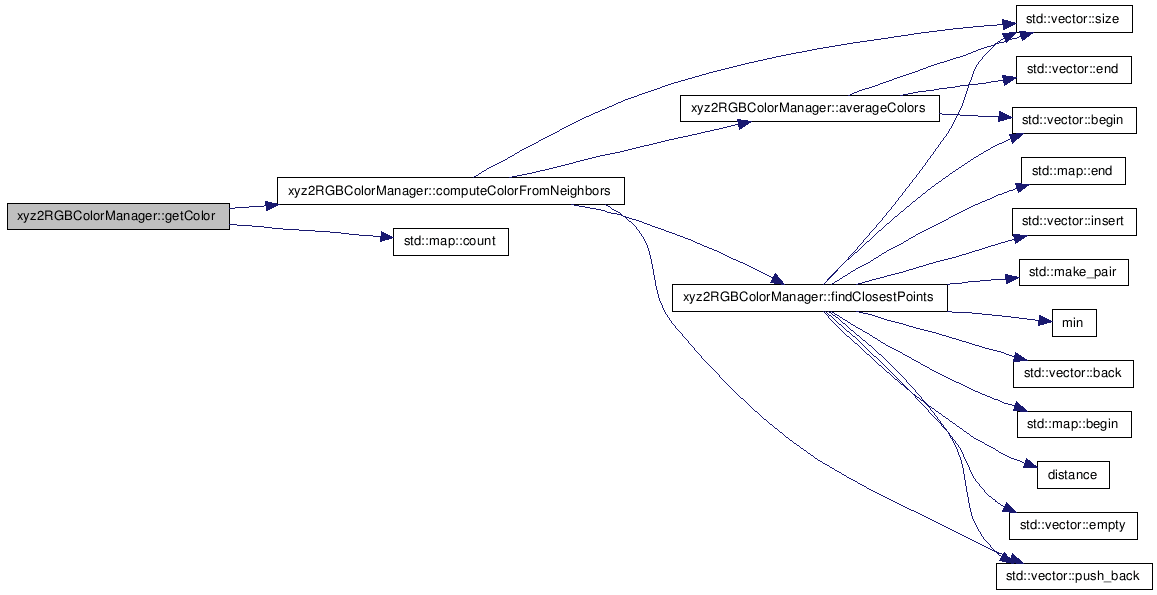 std::vector::size
std::vector::end
xyz2RGBColorManager::averageColors
std::vector::begin
std::map::end
xyz2RGBColorManager::computeColorFromNeighbors
xyz2RGBColorManager::getColor
std::vector::insert
std::map::count
std::make_pair
xyz2RGBColorManager::findClosestPoints
min
std::vector::back
std::map::begin
distance
std::vector::empty
std::vector::push_back